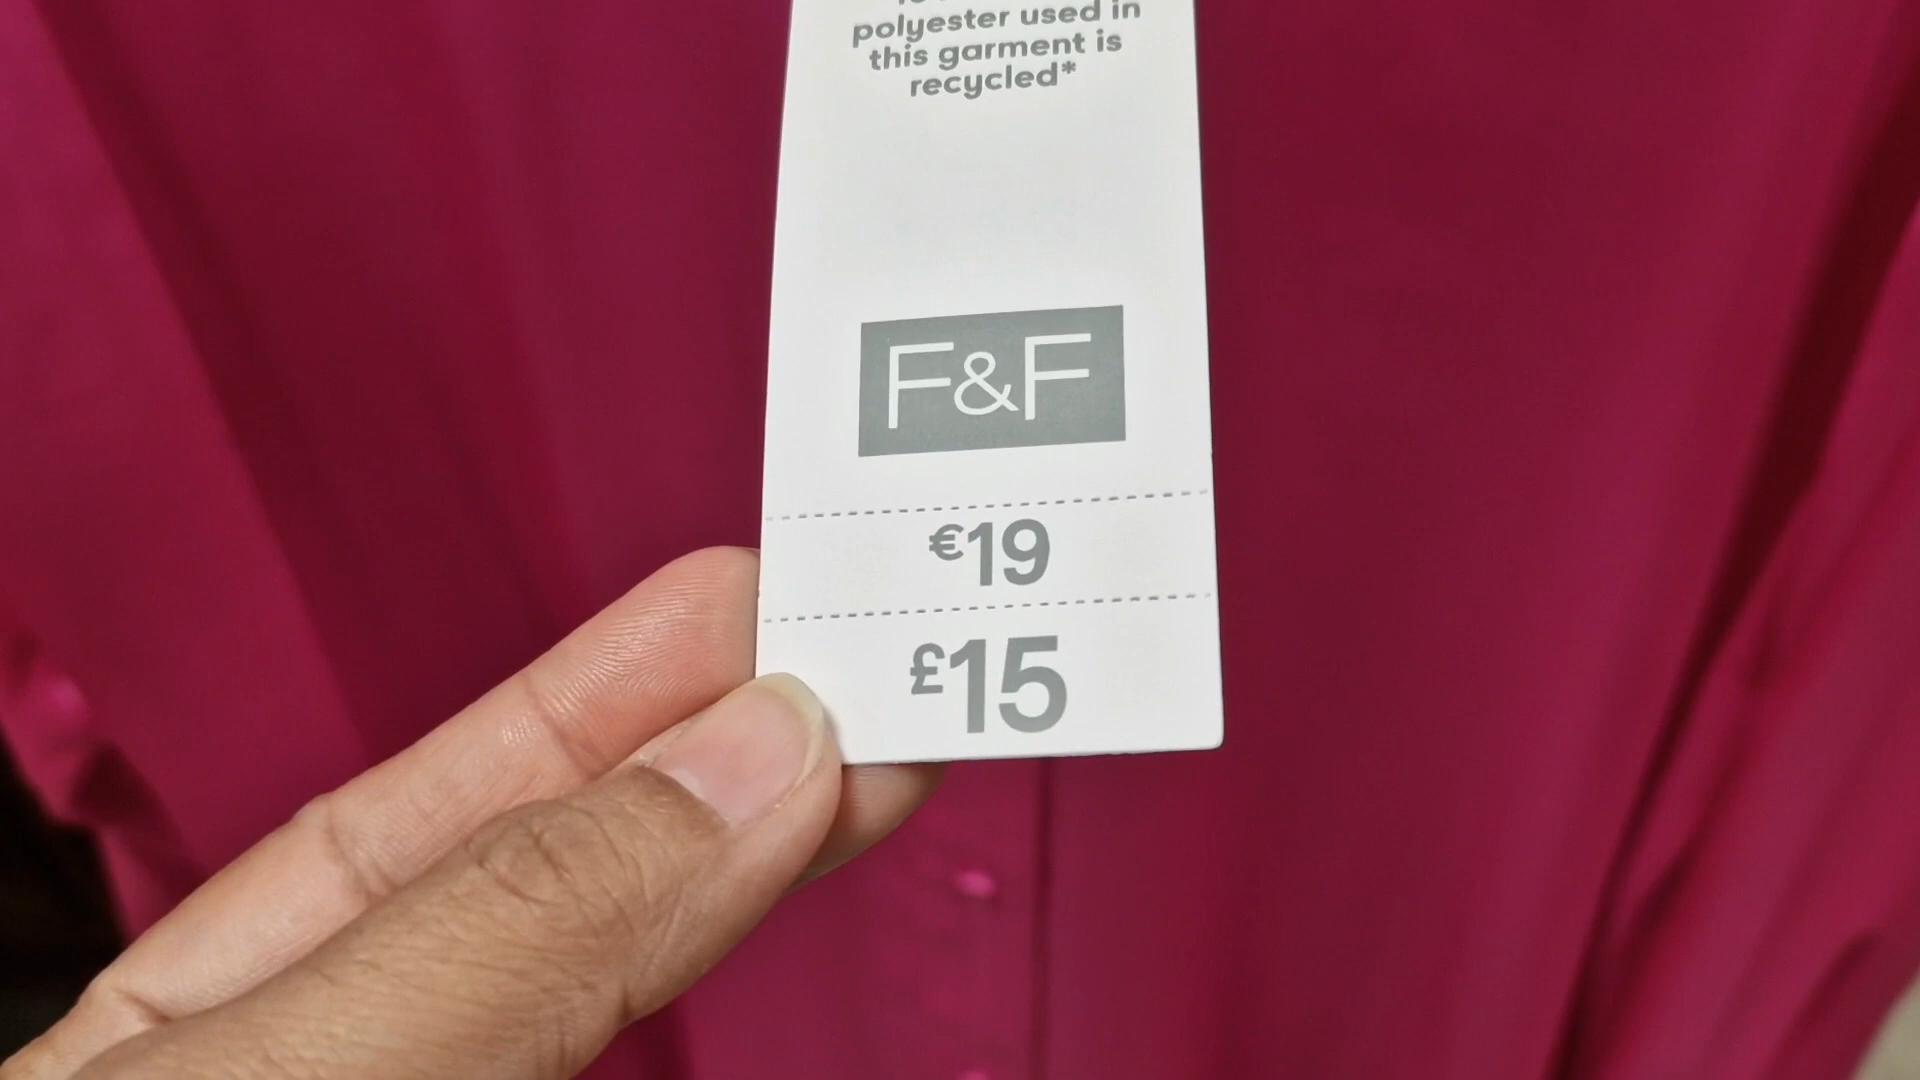 polyester used in
this garment is
recycled*
F&F
€19
£15